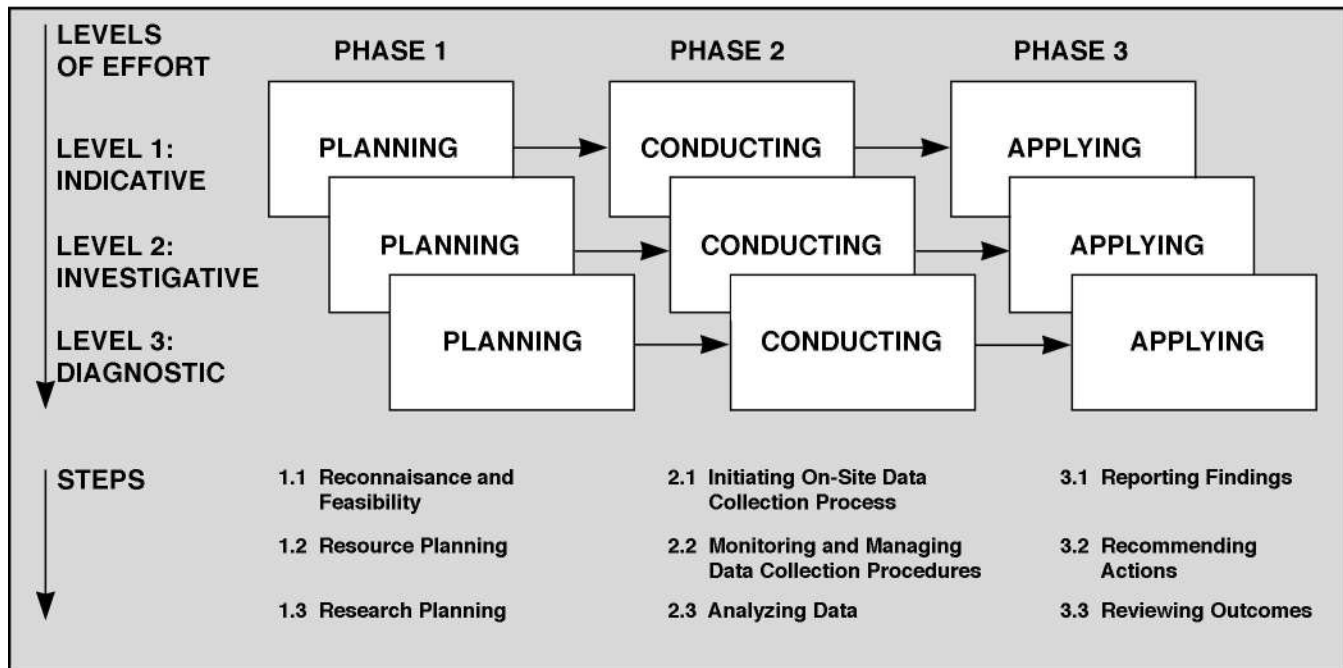 LEVELS
OF EFFORT
PHASE 1
PHASE 2
PHASE 3
LEVEL 1:
INDICATIVE
PLANNING
CONDUCTING
APPLYING
LEVEL 2:
INVESTIGATIVE
PLANNING
CONDUCTING
APPLYING
LEVEL 3:
DIAGNOSTIC
PLANNING
CONDUCTING
APPLYING
STEPS
1.1 Reconnaisance and
Feasibility
1.2 Resource Planning
1.3 Research Planning
2.1 Initiating On-Site Data
Collection Process
2.2 Monitoring and Managing
Data Collection Procedures
2.3 Analyzing Data
3.1 Reporting Findings
3.2 Recommending
Actions
3.3 Reviewing Outcomes